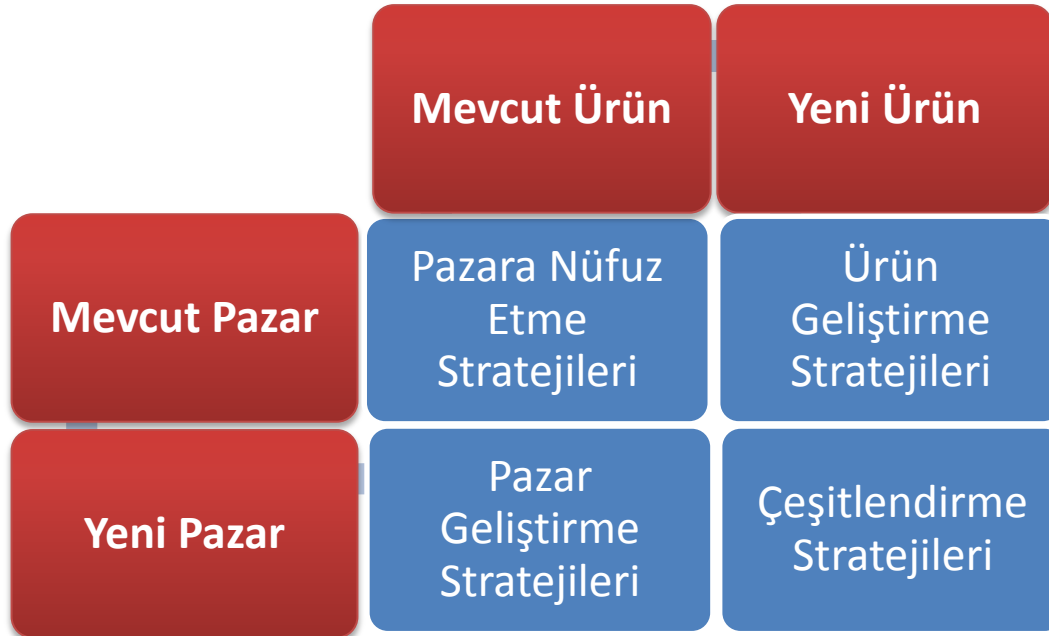 Mevcut Ürün
Yeni Ürün
Mevcut Pazar
Pazara Nüfuz
Etme
Stratejileri
Ürün
Geliştirme
Stratejileri
Yeni Pazar
Pazar
Geliştirme
Stratejileri
Çeşitlendirme
Stratejileri